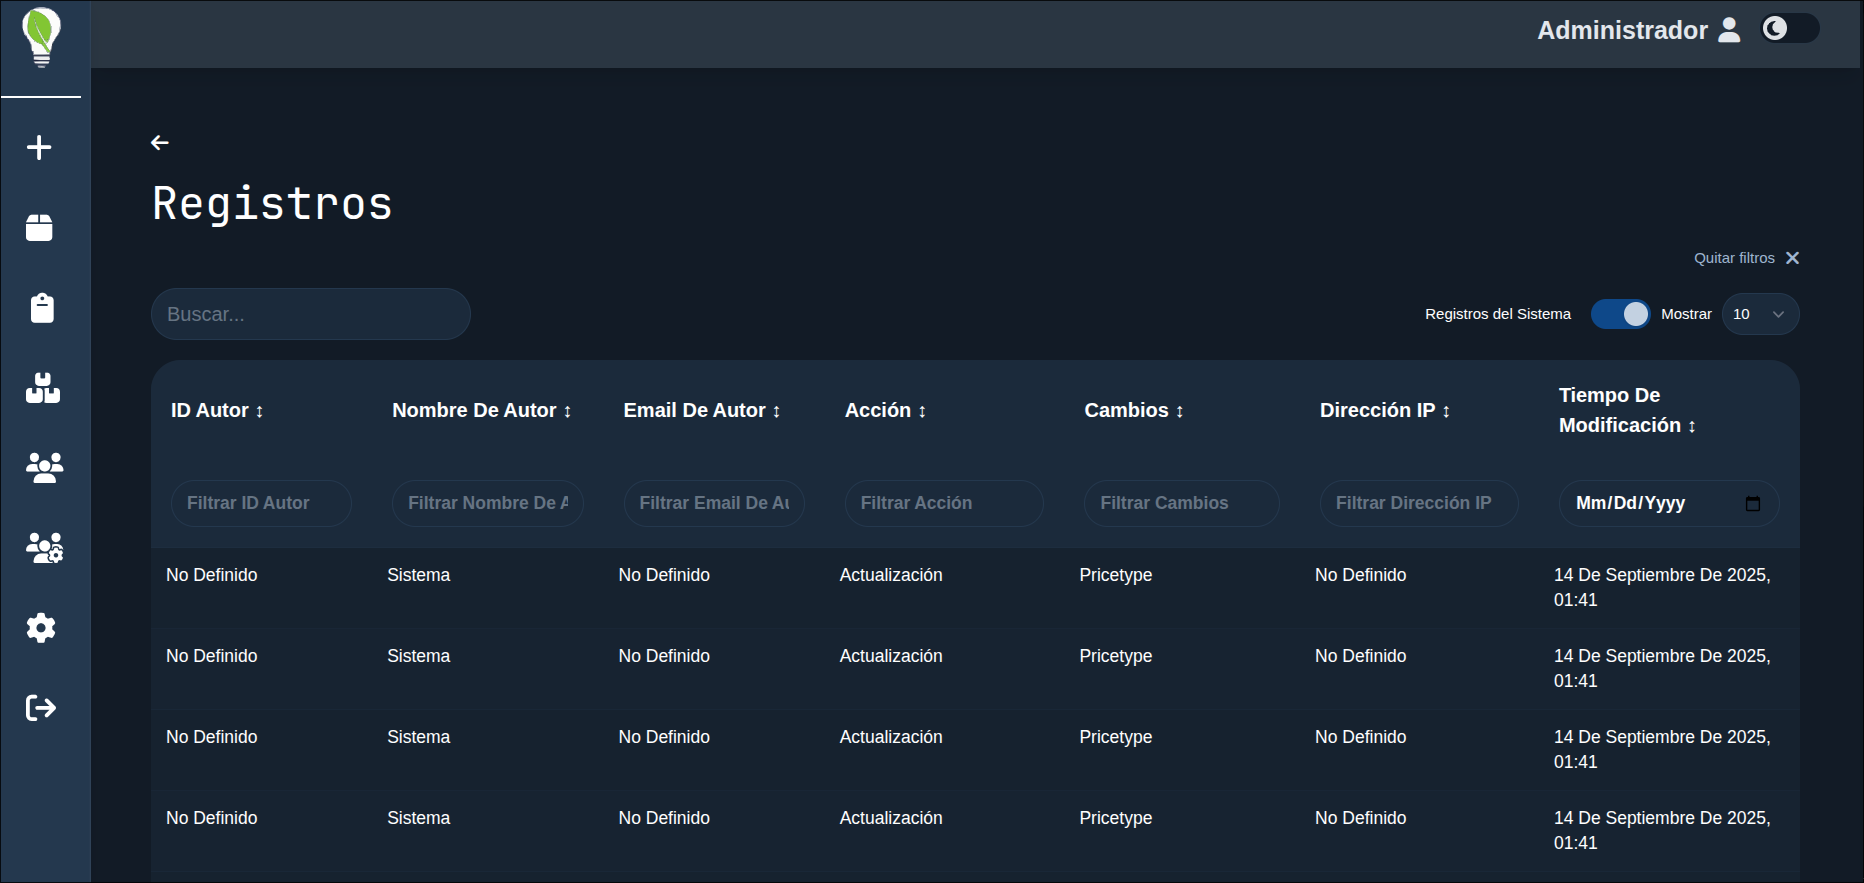 Administrador
Registros
Quitar filtros
Buscar...
Registros del Sistema
Mostrar 10
ID Autor ↕ Nombre De Autor ↕ Email De Autor ↕ Acción ↕ Cambios ↕ Dirección IP ↕ Tiempo De
Modificación ↕
Filtrar ID Autor Filtrar Nombre De A Filtrar Email De Au Filtrar Acción Filtrar Cambios Filtrar Dirección IP Mm/Dd/Yyyy
No Definido Sistema No Definido Actualización Pricetype No Definido 14 De Septiembre De 2025,
01:41
No Definido Sistema No Definido Actualización Pricetype No Definido 14 De Septiembre De 2025,
01:41
No Definido Sistema No Definido Actualización Pricetype No Definido 14 De Septiembre De 2025,
01:41
No Definido Sistema No Definido Actualización Pricetype No Definido 14 De Septiembre De 2025,
01:41